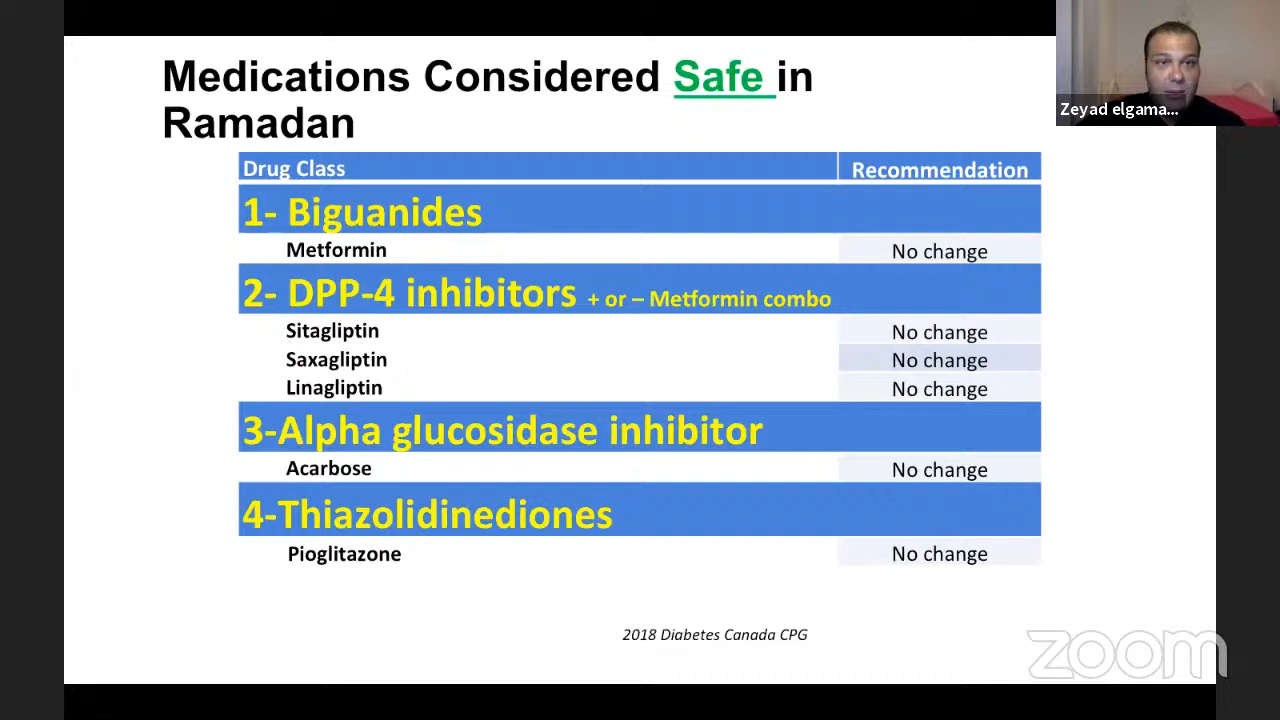 Medications Considered Safe in
Ramadan
Zeyad elgama...
Drug Class Recommendation
1- Biguanides
Metformin No change
2- DPP-4 inhibitors + or – Metformin combo
Sitagliptin No change
Saxagliptin No change
Linagliptin No change
3-Alpha glucosidase inhibitor
Acarbose No change
4-Thiazolidinediones
Pioglitazone No change
2018 Diabetes Canada CPG
zoom